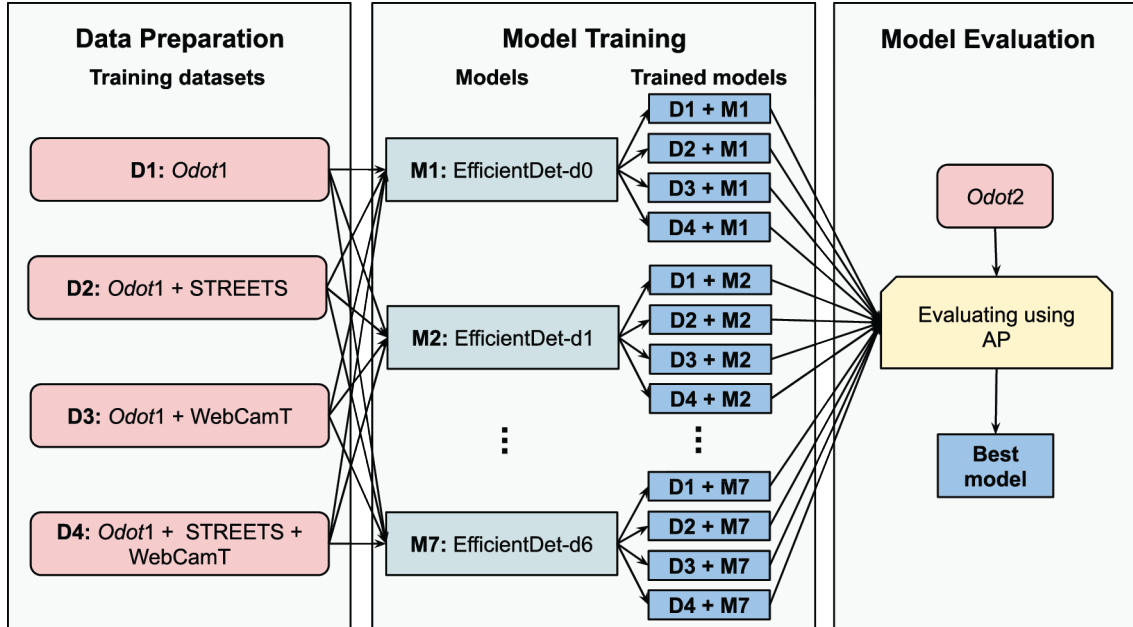 Data Preparation
Training datasets
D1: Odot1
D2: Odot1 + STREETS
D3: Odot1 + WebCamT
D4: Odot1 + STREETS +
WebCamT
Model Training
Models
M1: EfficientDet-d0
M2: EfficientDet-d1
M7: EfficientDet-d6
Trained models
D1 + M1
D2 + M1
D3 + M1
D4 + M1
D1 + M2
D2 + M2
D3 + M2
D4 + M2
D1 + M7
D2 + M7
D3 + M7
D4 + M7
Model Evaluation
Odot2
Evaluating using
AP
Best
model